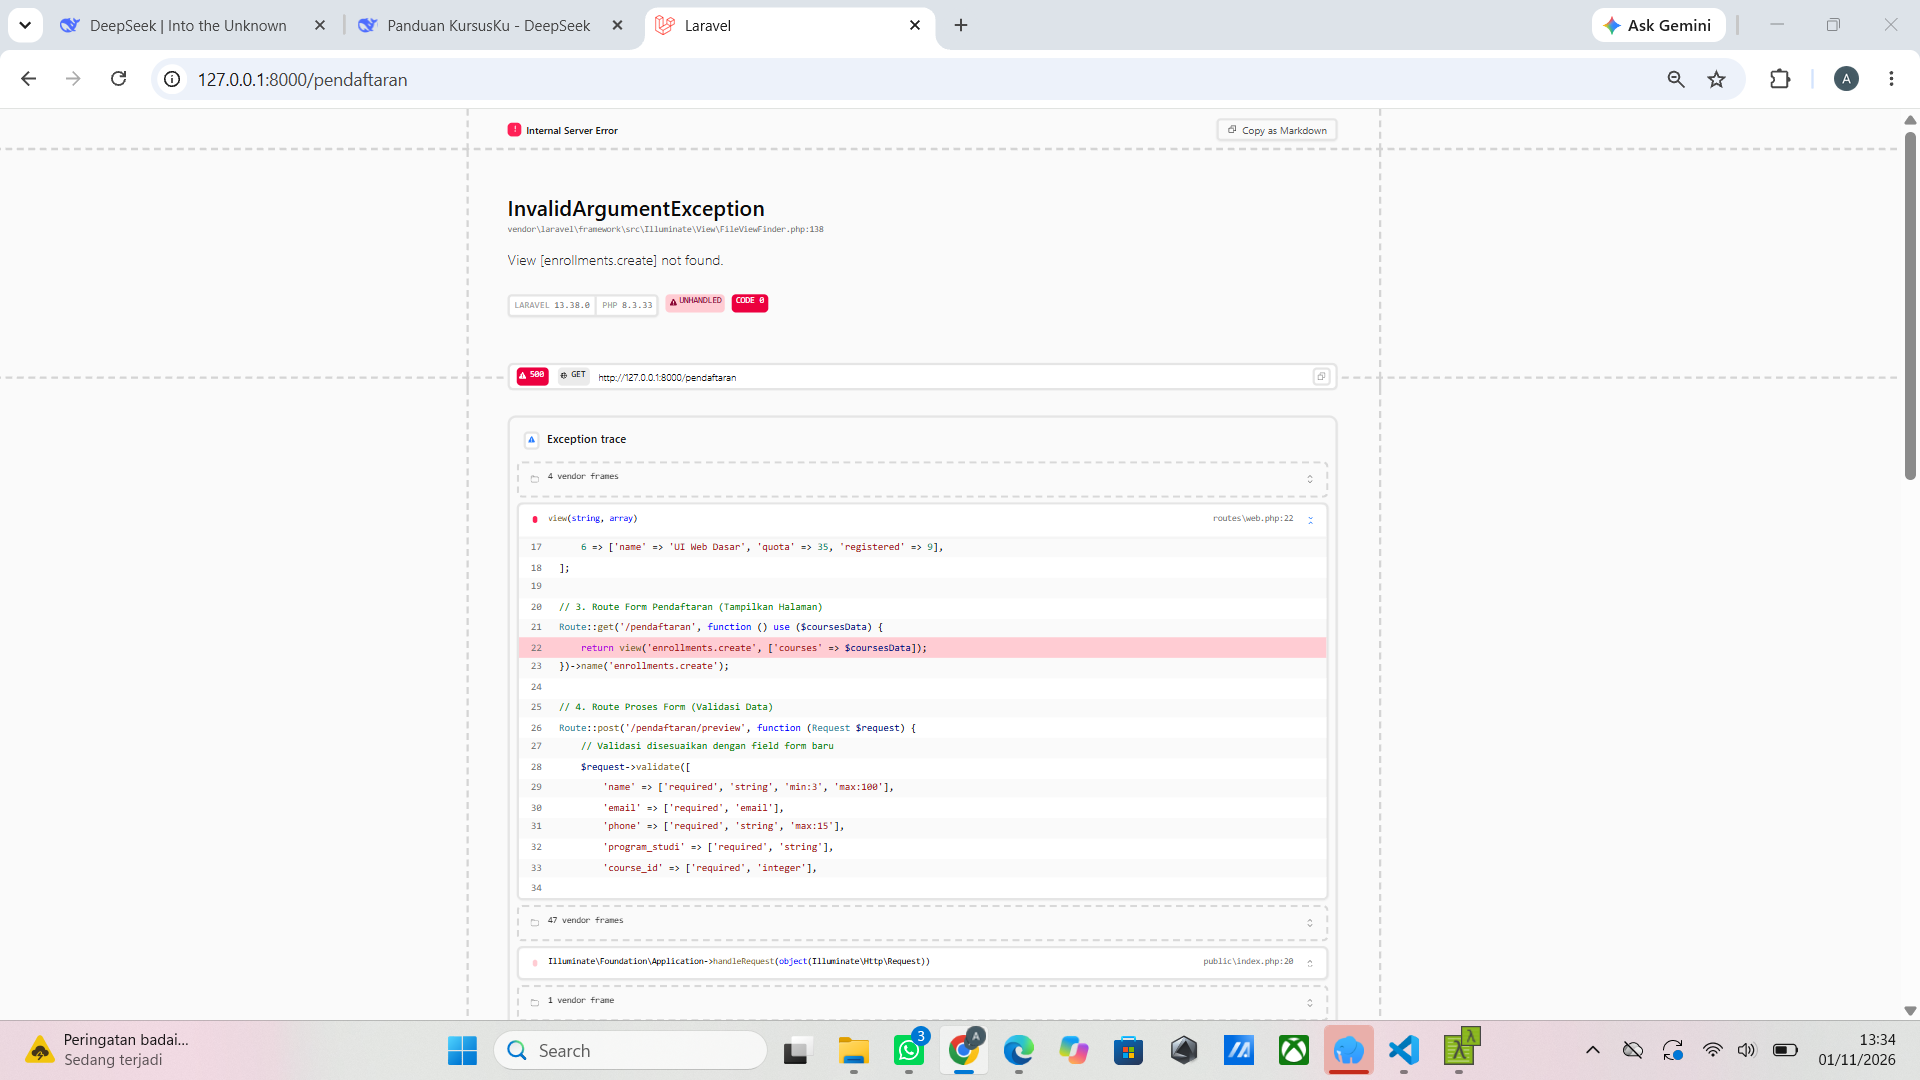 DeepSeek | Into the Unknown
Panduan KursusKu - DeepSeek
Laravel
Ask Gemini
127.0.0.1:8000/pendaftaran
A
! Internal Server Error
Copy as Markdown
InvalidArgumentException
vendor\laravel\framework\src\Illuminate\View\FileViewFinder.php:138
View [enrollments.create] not found.
LARAVEL 13.38.0 PHP 8.3.33 UNHANDLED CODE 0
500 GET http://127.0.0.1:8000/pendaftaran
Exception trace
4 vendor frames
view(string, array) routes\web.php:22
17 6 => ['name' => 'UI Web Dasar', 'quota' => 35, 'registered' => 9],
18 ];
19
20 // 3. Route Form Pendaftaran (Tampilkan Halaman)
21 Route::get('/pendaftaran', function () use ($coursesData) {
22 return view('enrollments.create', ['courses' => $coursesData]);
23 })->name('enrollments.create');
24
25 // 4. Route Proses Form (Validasi Data)
26 Route::post('/pendaftaran/preview', function (Request $request) {
27 // Validasi disesuaikan dengan field form baru
28 $request->validate([
29 'name' => ['required', 'string', 'min:3', 'max:100'],
30 'email' => ['required', 'email'],
31 'phone' => ['required', 'string', 'max:15'],
32 'program_studi' => ['required', 'string'],
33 'course_id' => ['required', 'integer'],
34
47 vendor frames
Illuminate\Foundation\Application->handleRequest(object(Illuminate\Http\Request)) public\index.php:20
1 vendor frame
Peringatan badai...
Sedang terjadi
Search
3
A
13:34
01/11/2026